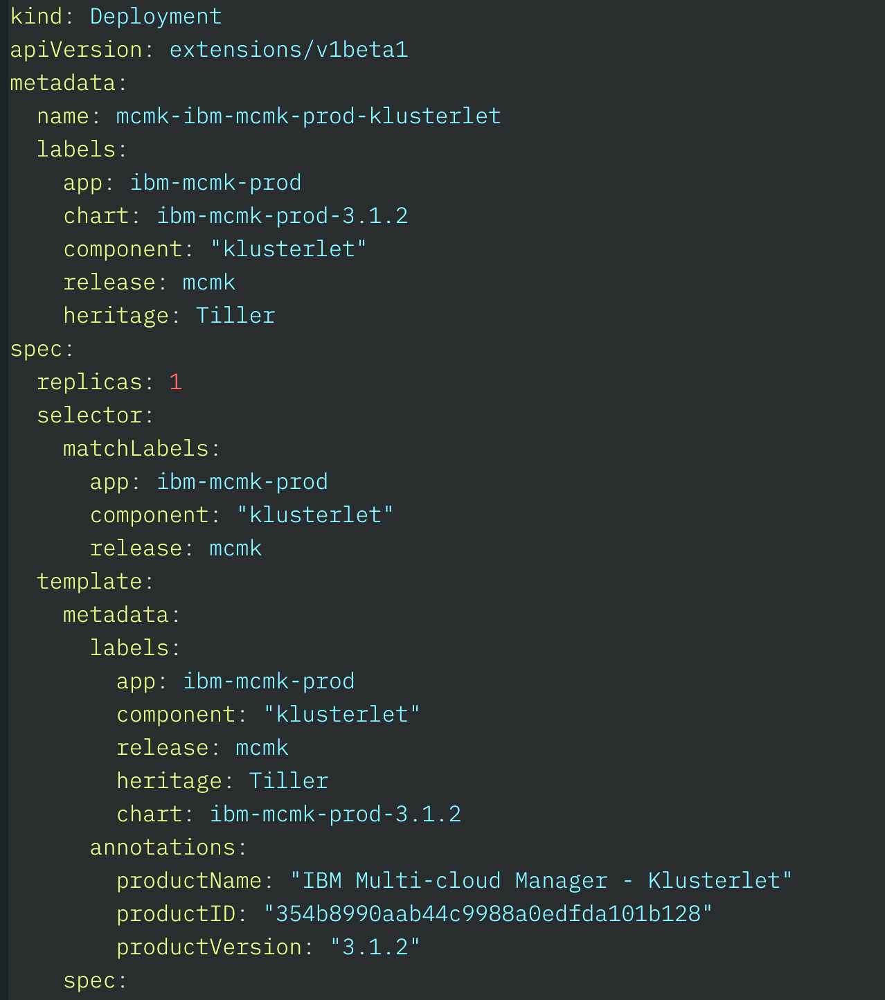 kind: Deployment
apiVersion: extensions/v1beta1
metadata:
  name: mcmk-ibm-mcmk-prod-klusterlet
  labels:
    app: ibm-mcmk-prod
    chart: ibm-mcmk-prod-3.1.2
    component: "klusterlet"
    release: mcmk
    heritage: Tiller
spec:
  replicas: 1
  selector:
    matchLabels:
      app: ibm-mcmk-prod
      component: "klusterlet"
      release: mcmk
  template:
    metadata:
      labels:
        app: ibm-mcmk-prod
        component: "klusterlet"
        release: mcmk
        heritage: Tiller
        chart: ibm-mcmk-prod-3.1.2
      annotations:
        productName: "IBM Multi-cloud Manager - Klusterlet"
        productID: "354b8990aab44c9988a0edfda101b128"
        productVersion: "3.1.2"
    spec: